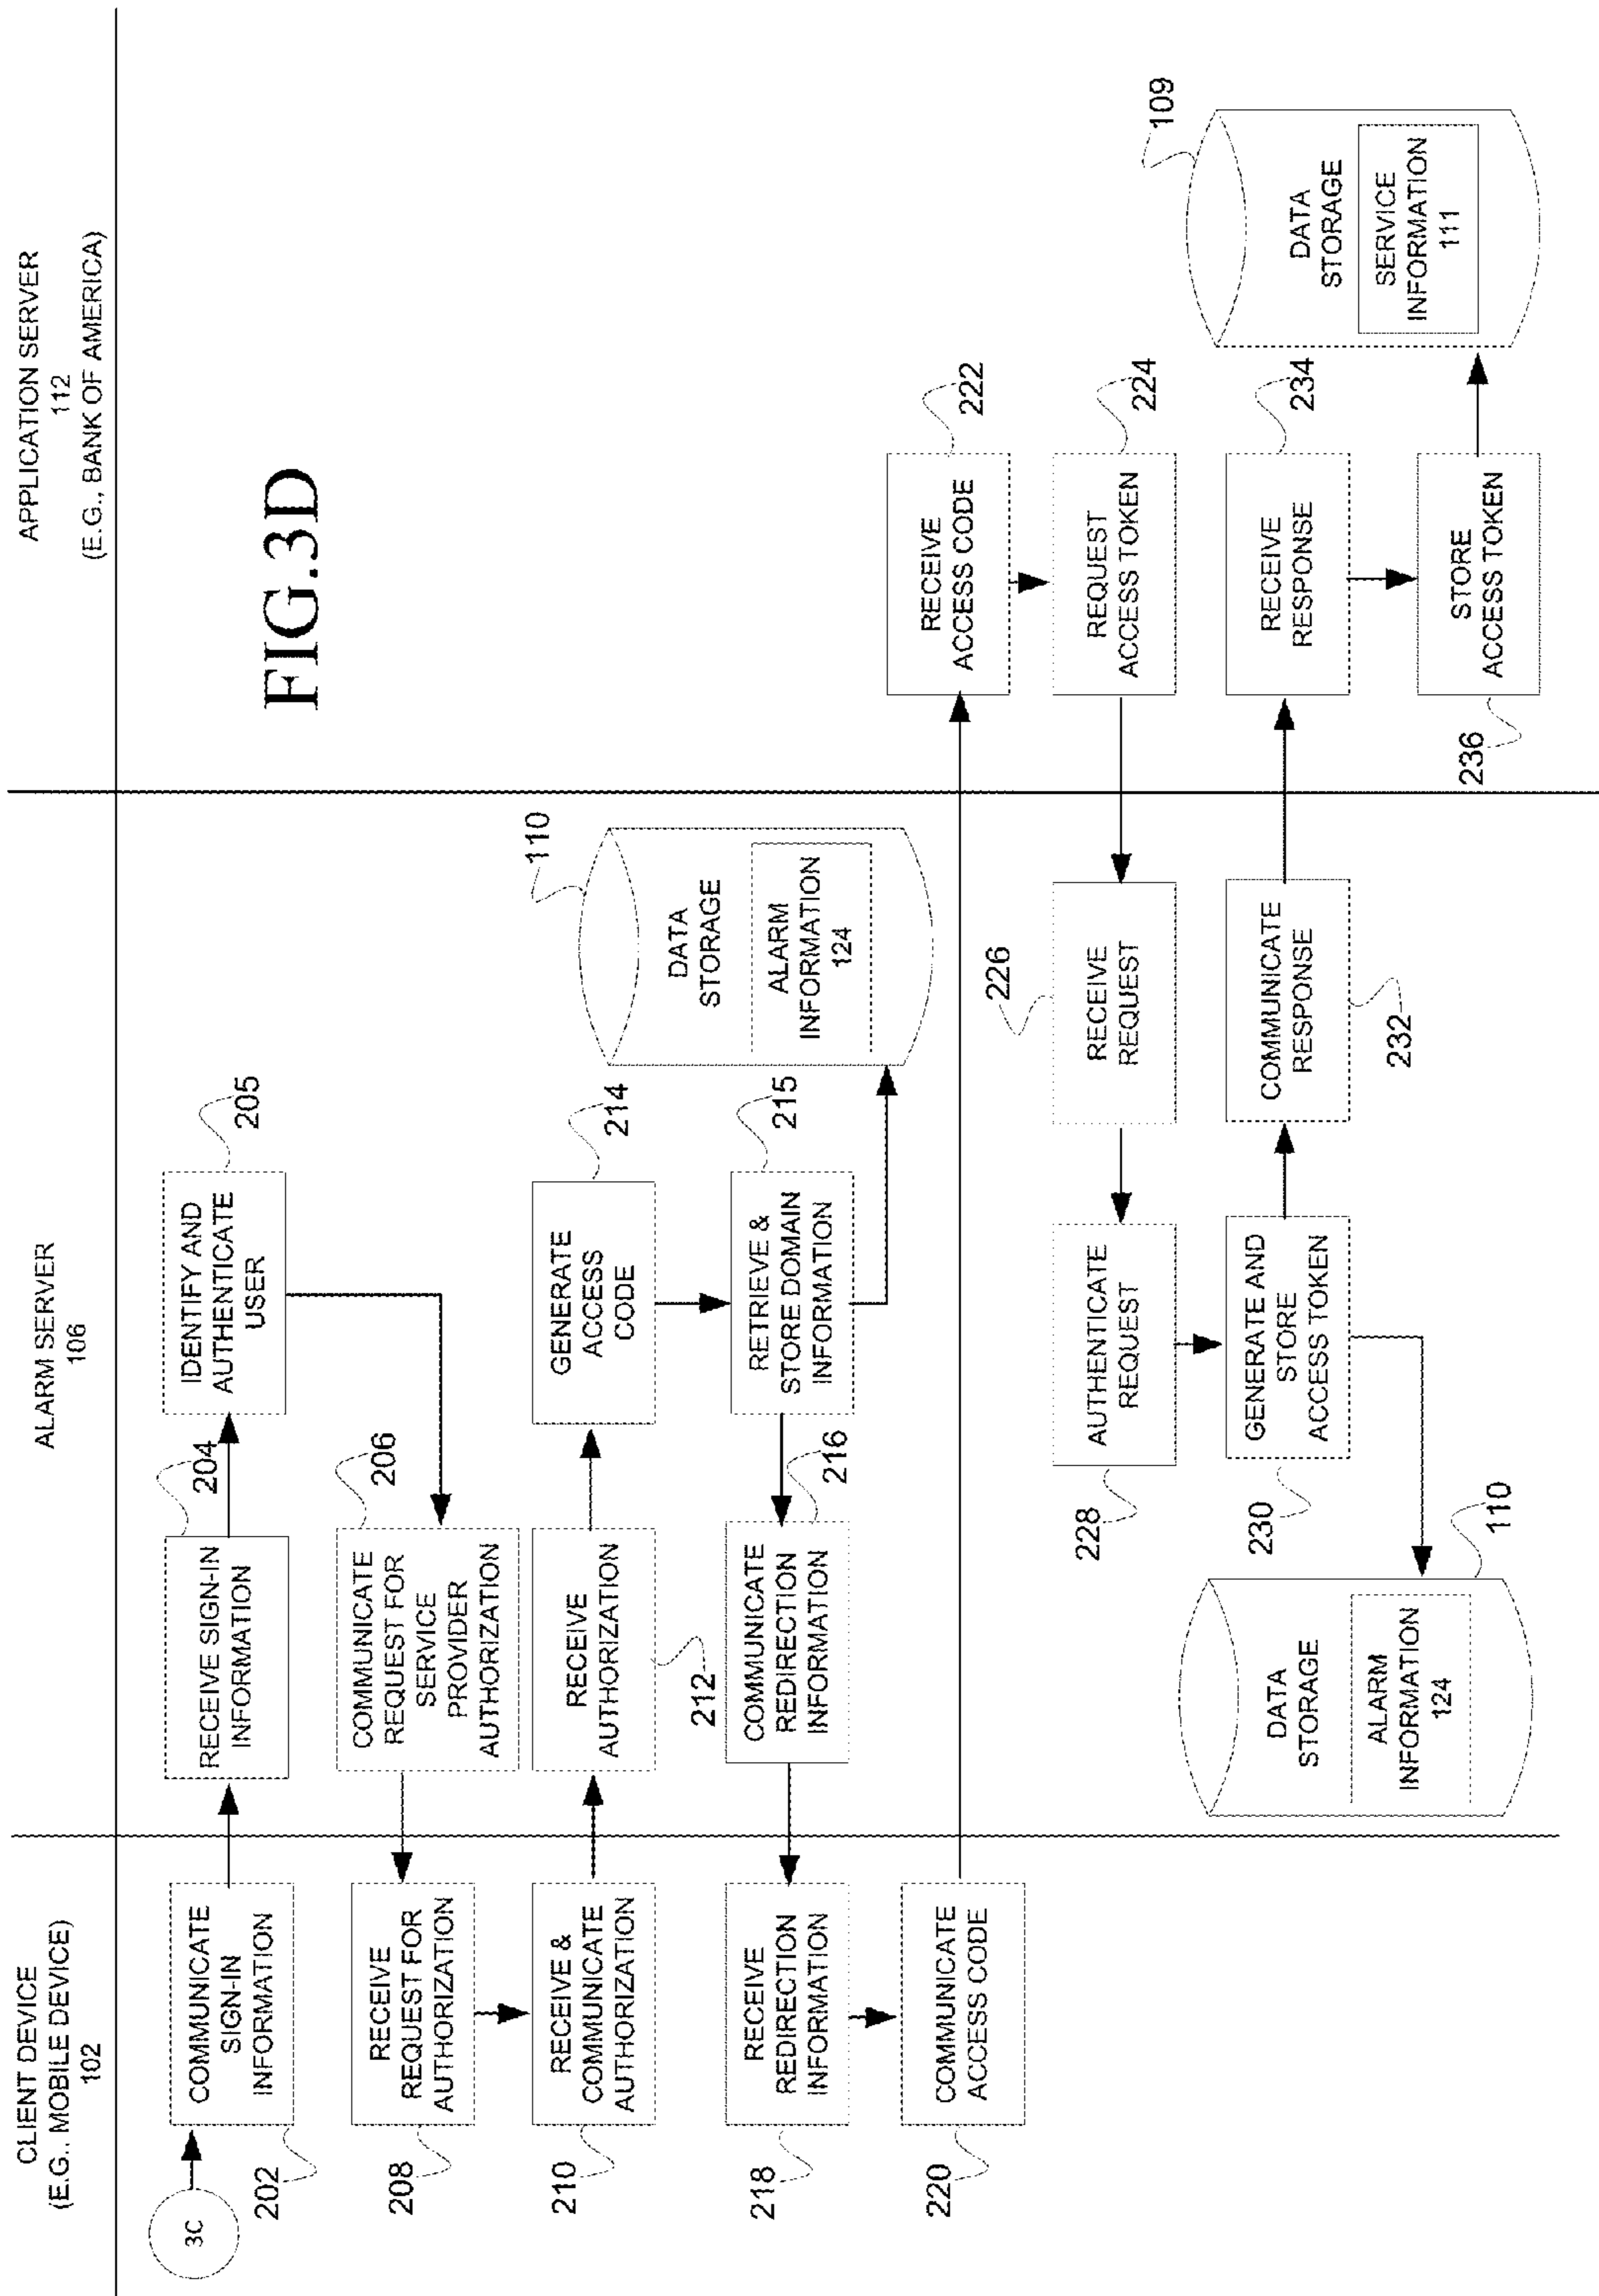 CLIENT DEVICE
(E.G., MOBILE DEVICE)
102
ALARM SERVER
106
APPLICATION SERVER
112
(E.G., BANK OF AMERICA)
FIG.3D
3C
COMMUNICATE
SIGN-IN
INFORMATION
202
RECEIVE SIGN-IN
INFORMATION
204
IDENTIFY AND
AUTHENTICATE
USER
205
COMMUNICATE
REQUEST FOR
SERVICE
PROVIDER
AUTHORIZATION
206
RECEIVE
REQUEST FOR
AUTHORIZATION
208
RECEIVE &
COMMUNICATE
AUTHORIZATION
210
RECEIVE
AUTHORIZATION
212
GENERATE
ACCESS
CODE
214
RETRIEVE &
STORE DOMAIN
INFORMATION
215
DATA
STORAGE
ALARM
INFORMATION
124
110
COMMUNICATE
REDIRECTION
INFORMATION
216
RECEIVE
REDIRECTION
INFORMATION
218
COMMUNICATE
ACCESS CODE
220
RECEIVE
ACCESS CODE
222
REQUEST
ACCESS TOKEN
224
RECEIVE
REQUEST
226
AUTHENTICATE
REQUEST
228
GENERATE AND
STORE
ACCESS TOKEN
230
DATA
STORAGE
ALARM
INFORMATION
124
110
COMMUNICATE
RESPONSE
232
RECEIVE
RESPONSE
234
STORE
ACCESS TOKEN
236
DATA
STORAGE
SERVICE
INFORMATION
111
109